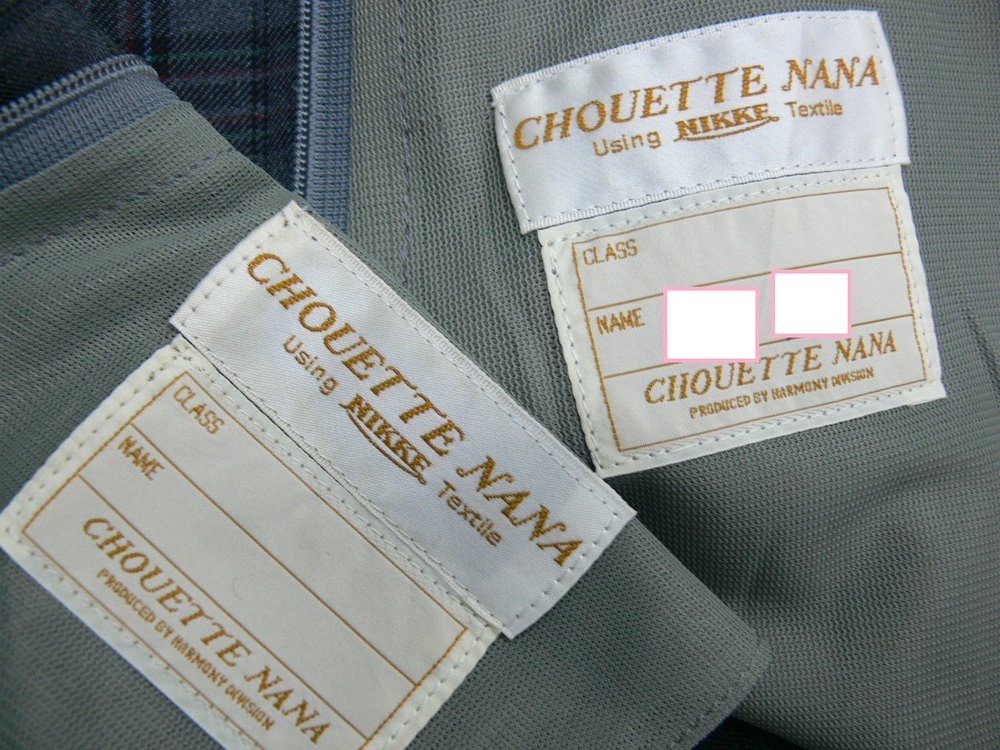 CHOUETTE NANA
Using NIKKE Textile
CLASS
NAME
CHOUETTE NANA
PRODUCED BY HARMONY DIVISION
CHOUETTE NANA
Using NIKKE Textile
CLASS
NAME
CHOUETTE NANA
PRODUCED BY HARMONY DIVISION